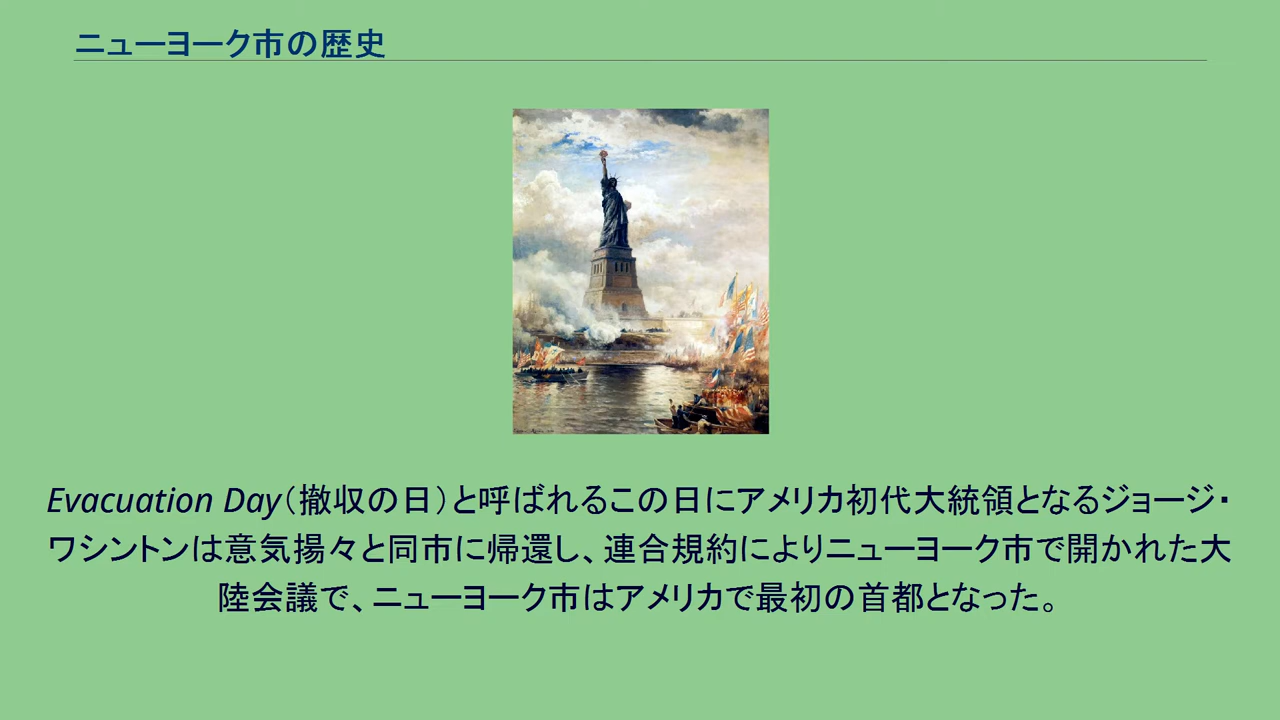 ニューヨーク市の歴史
Evacuation Day（撤収の日）と呼ばれるこの日にアメリカ初代大統領となるジョージ・
ワシントンは意気揚々と同市に帰還し、連合規約によりニューヨーク市で開かれた大
陸会議で、ニューヨーク市はアメリカで最初の首都となった。